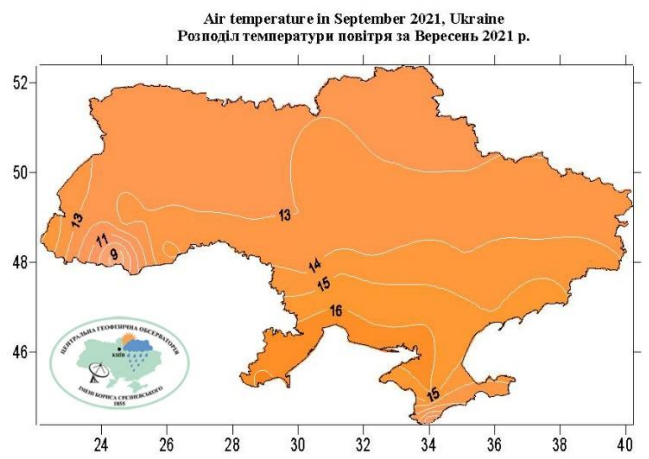 Air temperature in September 2021, Ukraine
Розподіл температури повітря за Вересень 2021 р.
52
50
48
46
13
11
9
13
14
15
16
15
ЦЕНТРАЛЬНА ГЕОФІЗИЧНА ОБСЕРВАТОРІЯ
КИЇВ
ІМЕНІ БОРИСА СРЕЗНЕВСЬКОГО
1855
24 26 28 30 32 34 36 38 40